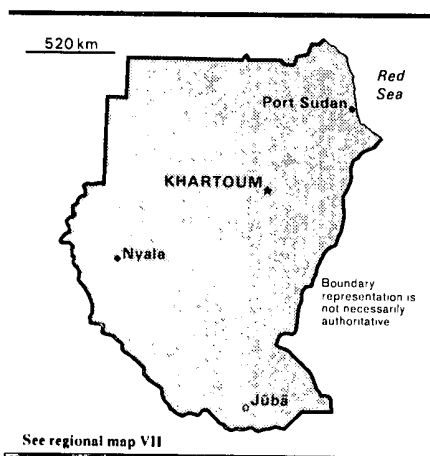 520 km
Red
Sea
Port Sudan
KHARTOUM
Nyala
Boundary
representation is
not necessarily
authoritative
Jūbā
See regional map VII